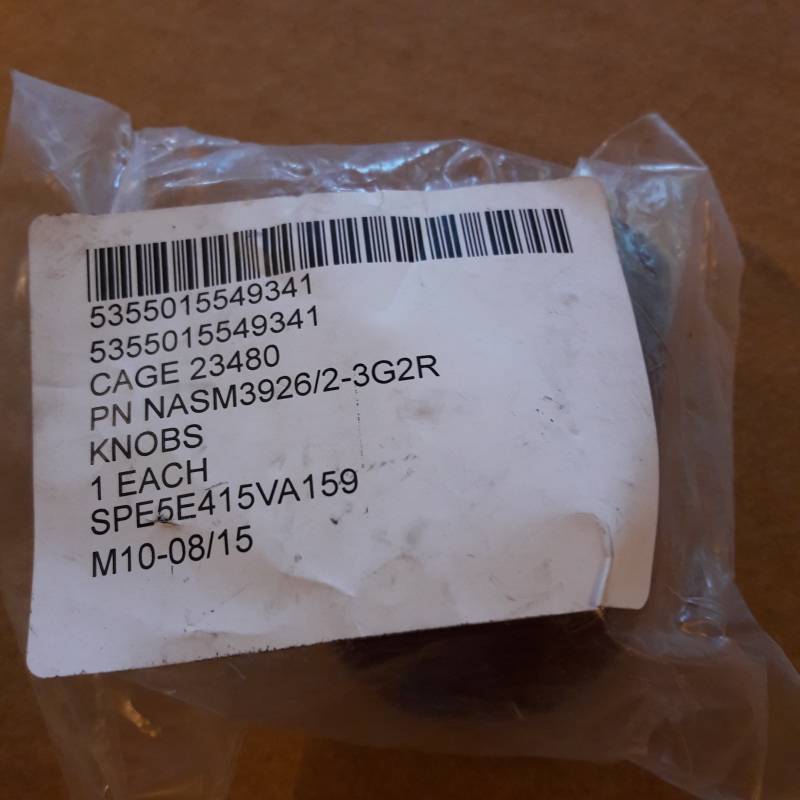 5355015549341
5355015549341
CAGE 23480
PN NASM3926/2-3G2R
KNOBS
1 EACH
SPE5E415VA159
M10-08/15